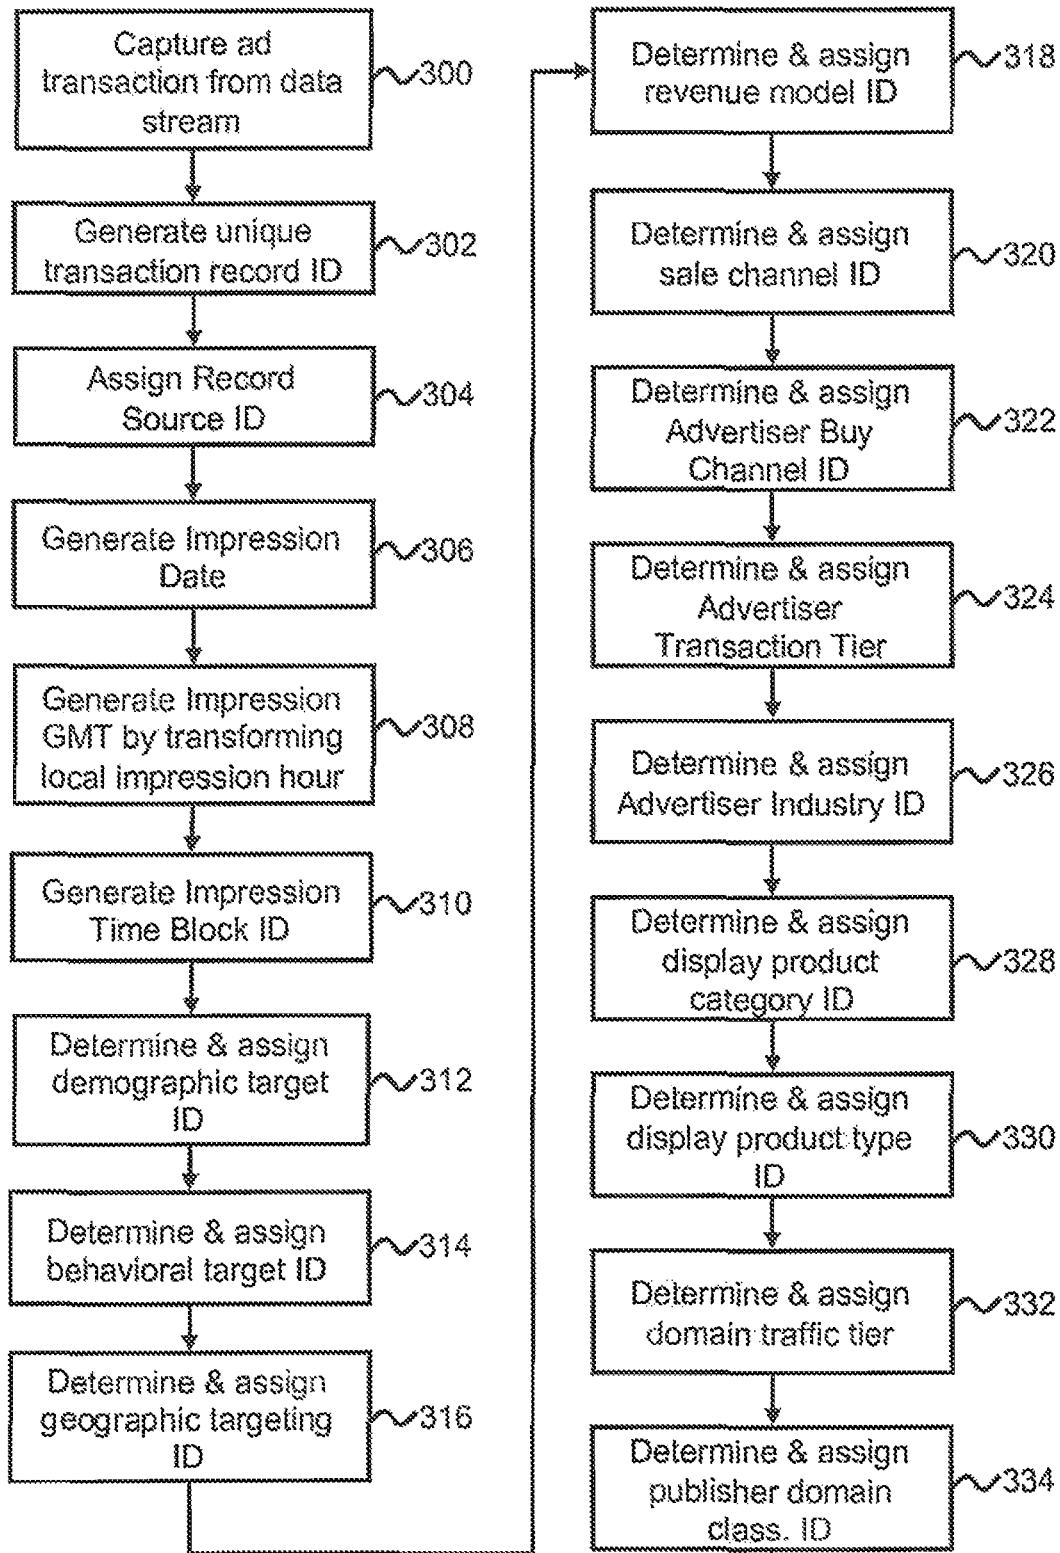 Capture ad
transaction from data
stream
300
Generate unique
transaction record ID
302
Assign Record
Source ID
304
Generate Impression
Date
306
Generate Impression
GMT by transforming
local impression hour
308
Generate Impression
Time Block ID
310
Determine & assign
demographic target
ID
312
Determine & assign
behavioral target ID
314
Determine & assign
geographic targeting
ID
316
Determine & assign
revenue model ID
318
Determine & assign
sale channel ID
320
Determine & assign
Advertiser Buy
Channel ID
322
Determine & assign
Advertiser
Transaction Tier
324
Determine & assign
Advertiser Industry ID
326
Determine & assign
display product
category ID
328
Determine & assign
display product type
ID
330
Determine & assign
domain traffic tier
332
Determine & assign
publisher domain
class. ID
334